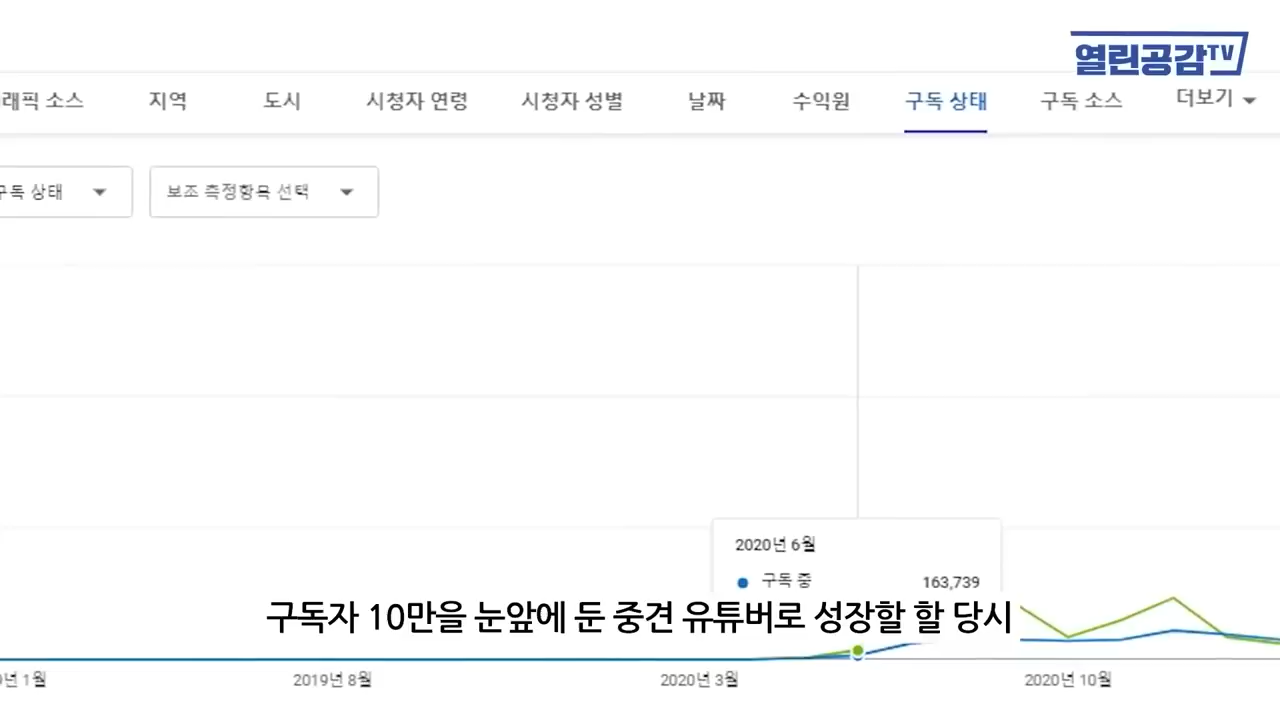 열린공감TV
래픽 소스 지역 도시 시청자 연령 시청자 성별 날짜 수익원 구독 상태 구독 소스 더보기
구독 상태 보조 측정항목 선택
2020년 6월
구독 중 163,739
구독자 10만을 눈앞에 둔 중견 유튜버로 성장할 할 당시
년 1월 2019년 8월 2020년 3월 2020년 10월